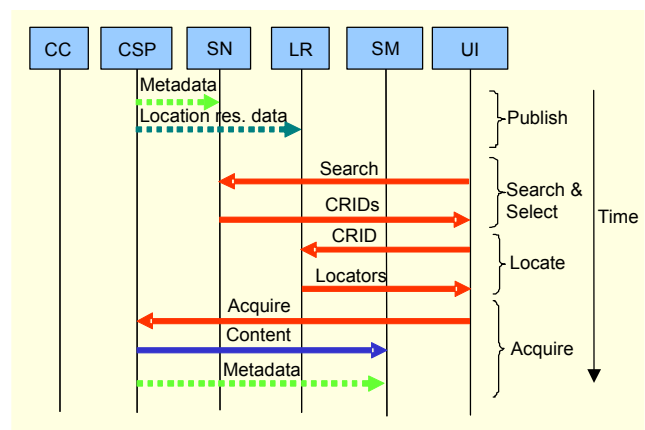 CC CSP SN LR SM UI
Metadata
Location res. data
Publish
Search
Search &
Select
CRIDs
Time
CRID
Locate
Locators
Acquire
Content
Acquire
Metadata